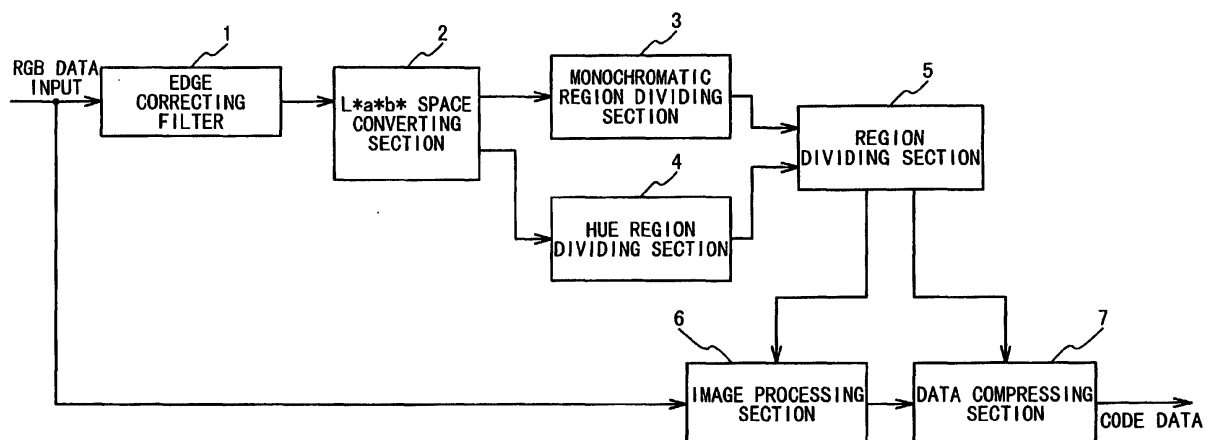 1
2
3
4
5
6
7
RGB DATA
INPUT
EDGE
CORRECTING
FILTER
L*a*b* SPACE
CONVERTING
SECTION
MONOCHROMATIC
REGION DIVIDING
SECTION
HUE REGION
DIVIDING SECTION
REGION
DIVIDING SECTION
IMAGE PROCESSING
SECTION
DATA COMPRESSING
SECTION
CODE DATA